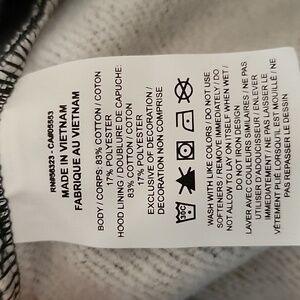 RN#56323 - CA#05553
MADE IN VIETNAM
FABRIQUE AU VIETNAM
BODY / CORPS: 83% COTTON / COTON
17% POLYESTER
HOOD LINING / DOUBLURE DE CAPUCHE:
83% COTTON / COTON
17% POLYESTER
EXCLUSIVE OF DECORATION /
DÉCORATION NON COMPRISE
WASH WITH LIKE COLORS / DO NOT USE
SOFTENERS / REMOVE IMMEDIATELY / DO
NOT ALLOW TO LAY ON ITSELF WHEN WET /
DO NOT IRON DESIGN
LAVER AVEC COULEURS SIMILAIRES / NE PAS
UTILISER D'ADOUCISSEUR / ENLEVER
IMMÉDIATEMENT / NE PAS LAISSER LE
VÊTEMENT PLIÉ LORSQU'IL EST MOUILLÉ / NE
PAS REPASSER LE